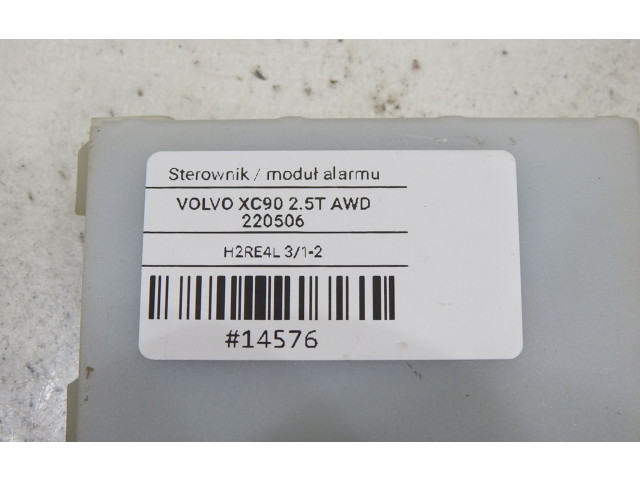 Sterownik / moduł alarmu
VOLVO XC90 2.5T AWD
220506
H2RE4L 3/1-2
#14576